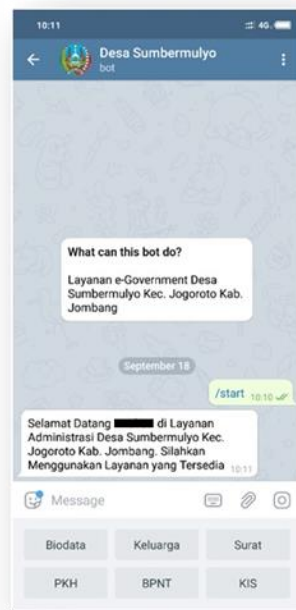 10:11
4G
Desa Sumbermulyo
bot
What can this bot do?
Layanan e-Government Desa
Sumbermulyo Kec. Jogoroto Kab.
Jombang
September 18
/start 10:10
Selamat Datang di Layanan
Administrasi Desa Sumbermulyo Kec.
Jogoroto Kab. Jombang. Silahkan
Menggunakan Layanan yang Tersedia 10:11
Message
Biodata Keluarga Surat
PKH BPNT KIS